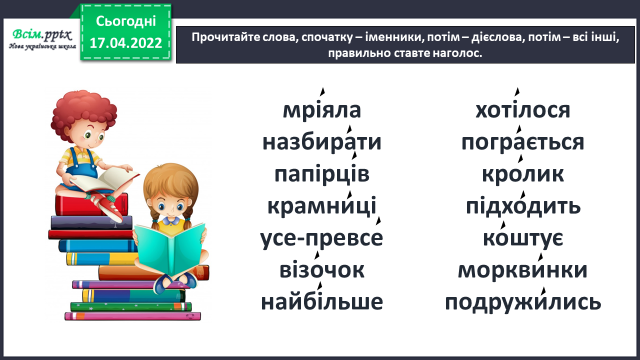 Всім.pptx
Нова українська школа
Сьогодні
17.04.2022
Прочитайте слова, спочатку – іменники, потім – дієслова, потім – всі інші,
правильно ставте наголос.
мрі́яла
назбира́ти
папірці́в
крамни́ці
усе-превсе́
візо́чок
найбі́льше
хоті́лося
погра́ється
кро́лик
підхо́дить
ко́штує
моркви́нки
подружи́лись